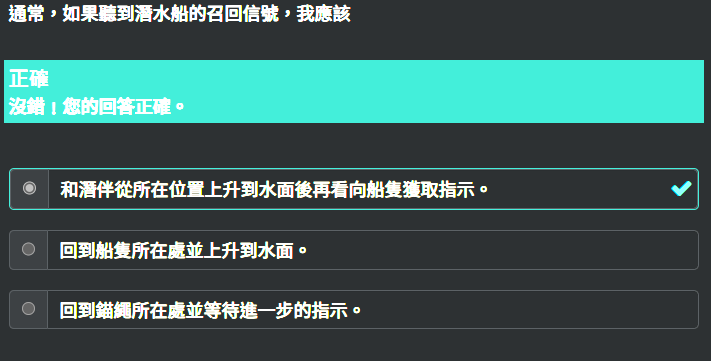 通常，如果聽到潛水船的召回信號，我應該
正確
沒錯！您的回答正確。
和潛伴從所在位置上升到水面後再看向船隻獲取指示。
回到船隻所在處並上升到水面。
回到錨繩所在處並等待進一步的指示。